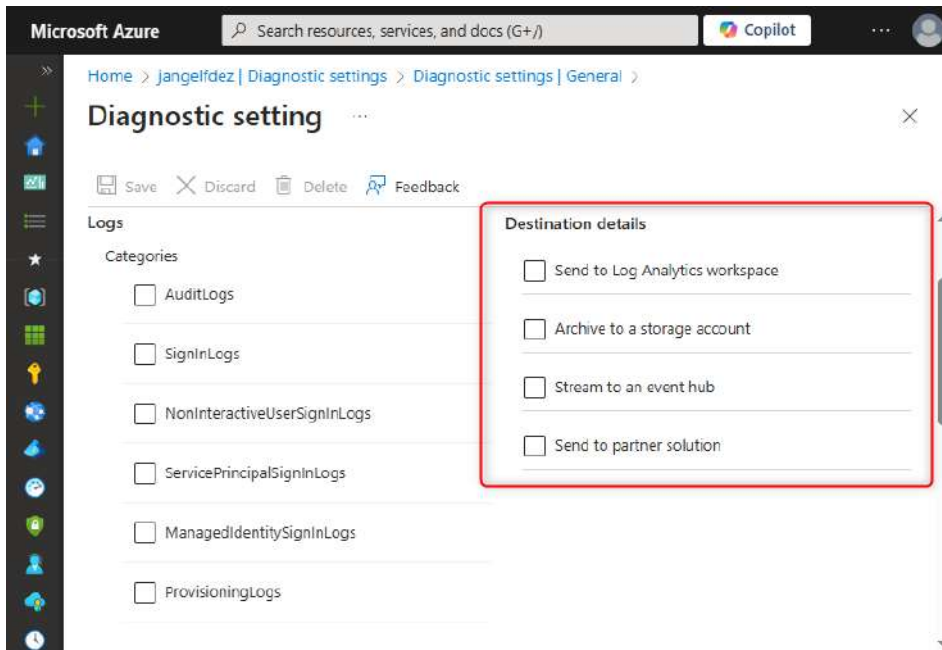 Microsoft Azure
Search resources, services, and docs (G+/)
Copilot
...
Home > jangelfdez | Diagnostic settings > Diagnostic settings | General >
Diagnostic setting ...
Save Discard Delete Feedback
Logs
Categories
AuditLogs
SignInLogs
NonInteractiveUserSignInLogs
ServicePrincipalSignInLogs
ManagedIdentitySignInLogs
ProvisioningLogs
Destination details
Send to Log Analytics workspace
Archive to a storage account
Stream to an event hub
Send to partner solution